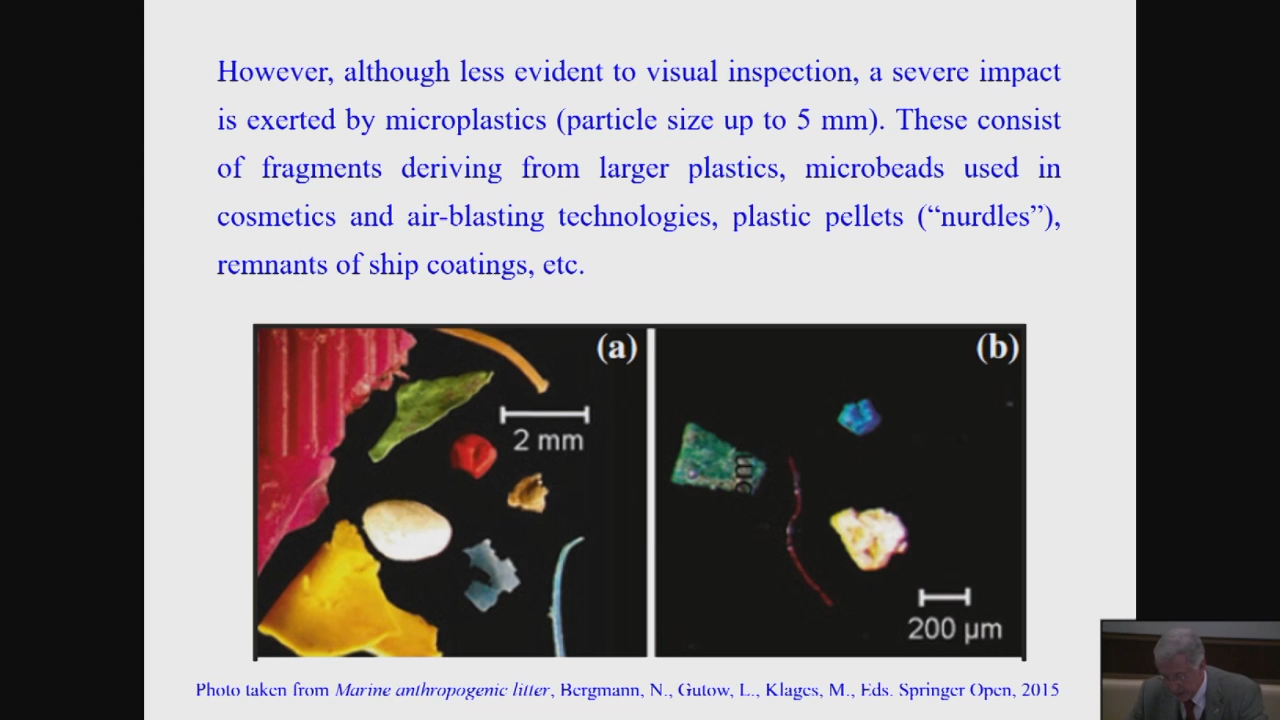 However, although less evident to visual inspection, a severe impact
is exerted by microplastics (particle size up to 5 mm). These consist
of fragments deriving from larger plastics, microbeads used in
cosmetics and air-blasting technologies, plastic pellets (“nurdles”),
remnants of ship coatings, etc.
(a)
2 mm
(b)
200 µm
Photo taken from Marine anthropogenic litter, Bergmann, N., Gutow, L., Klages, M., Eds. Springer Open, 2015